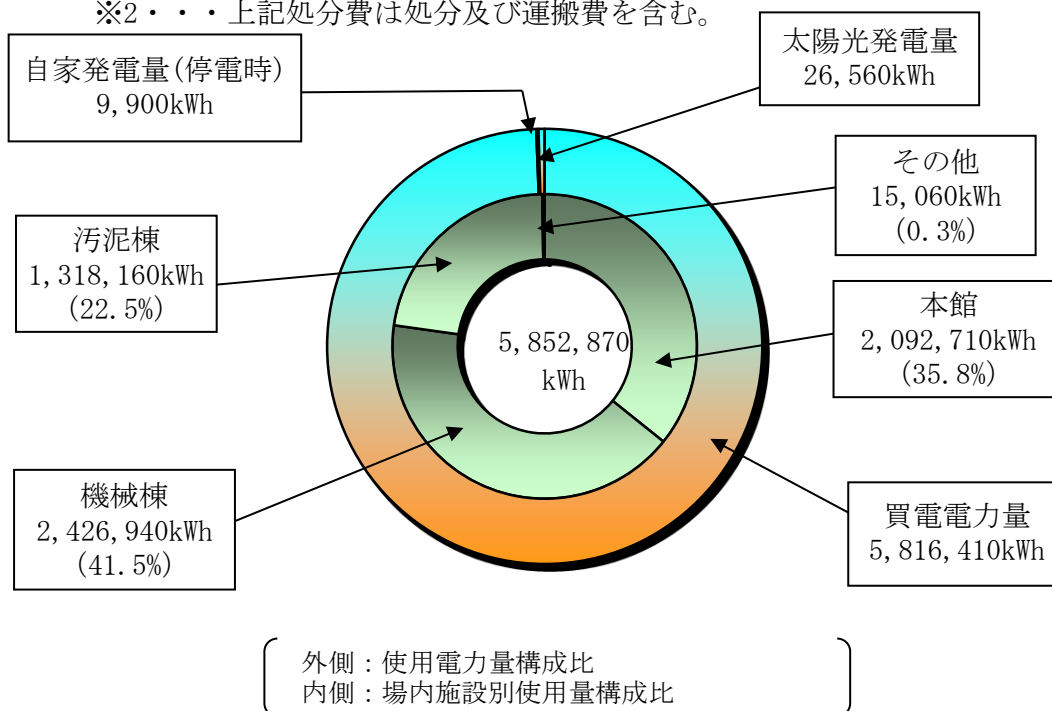 ※2・・・上記処分費は処分及び運搬費を含む。
自家発電量(停電時)
9,900kWh
太陽光発電量
26,560kWh
その他
15,060kWh
(0.3%)
汚泥棟
1,318,160kWh
(22.5%)
本館
2,092,710kWh
(35.8%)
5,852,870
kWh
機械棟
2,426,940kWh
(41.5%)
買電電力量
5,816,410kWh
外側：使用電力量構成比
内側：場内施設別使用量構成比